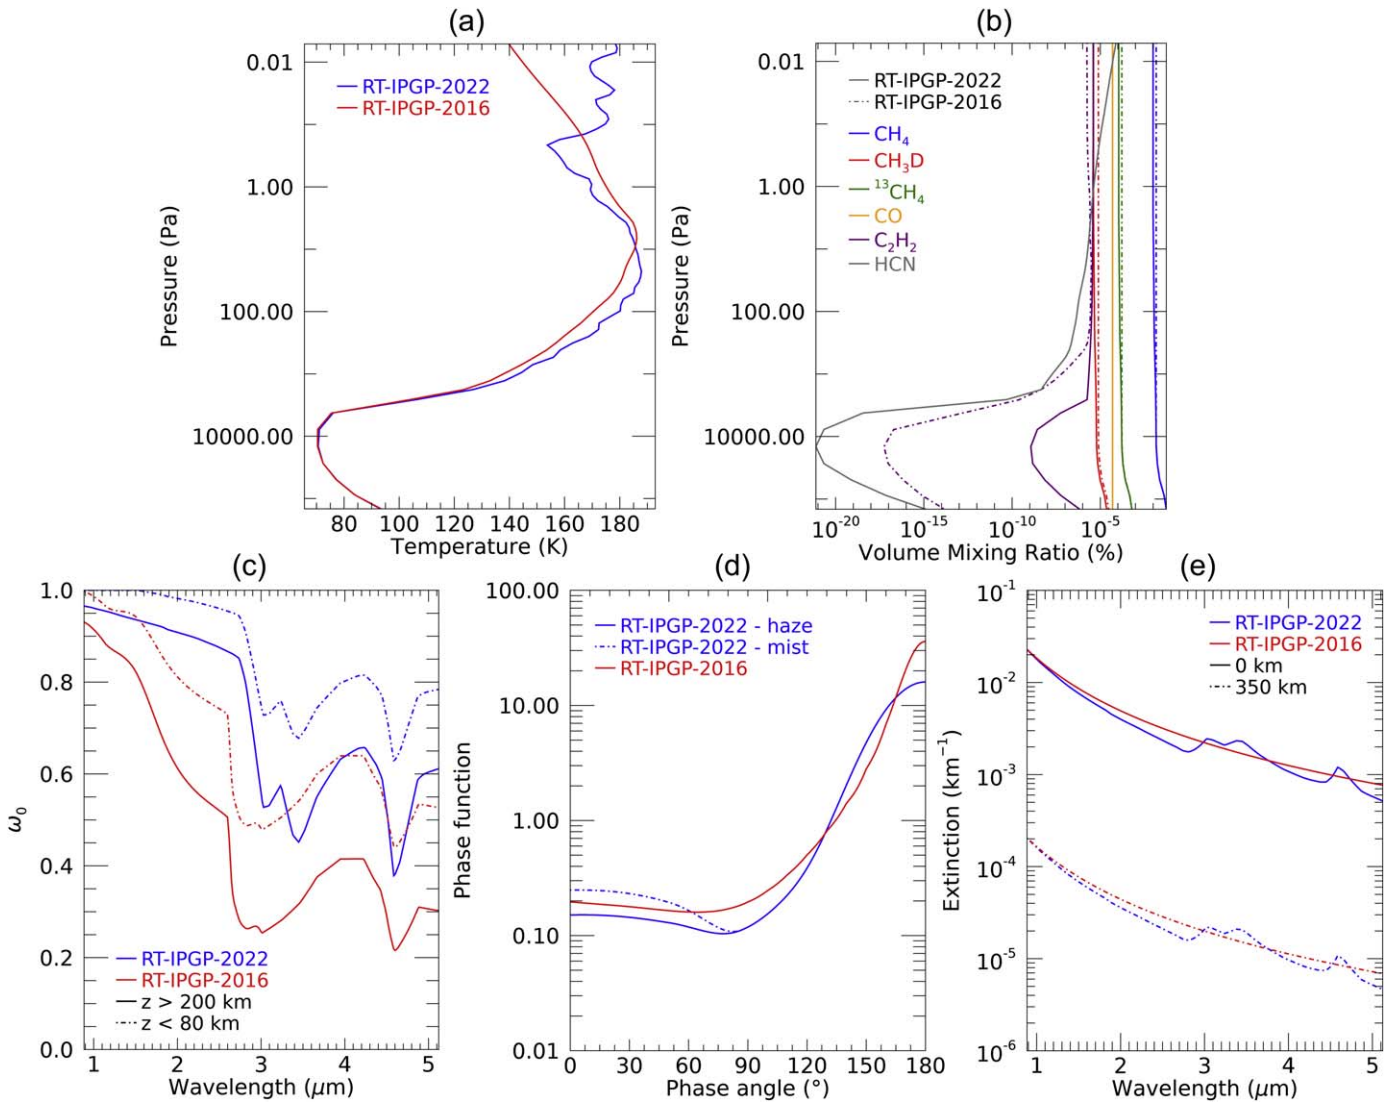 (a)
0.01
1.00
100.00
10000.00
Pressure (Pa)
RT-IPGP-2022
RT-IPGP-2016
80 100 120 140 160 180
Temperature (K)
(b)
0.01
1.00
100.00
10000.00
Pressure (Pa)
RT-IPGP-2022
RT-IPGP-2016
CH₄
CH₃D
¹³CH₄
CO
C₂H₂
HCN
10⁻²⁰ 10⁻¹⁵ 10⁻¹⁰ 10⁻⁵
Volume Mixing Ratio (%)
(c)
1.0
0.8
0.6
0.4
0.2
0.0
ω₀
RT-IPGP-2022
RT-IPGP-2016
z > 200 km
z < 80 km
1 2 3 4 5
Wavelength (μm)
(d)
100.00
10.00
1.00
0.10
0.01
Phase function
RT-IPGP-2022 - haze
RT-IPGP-2022 - mist
RT-IPGP-2016
0 30 60 90 120 150 180
Phase angle (°)
(e)
10⁻¹
10⁻²
10⁻³
10⁻⁴
10⁻⁵
10⁻⁶
Extinction (km⁻¹)
RT-IPGP-2022
RT-IPGP-2016
0 km
350 km
1 2 3 4 5
Wavelength (μm)